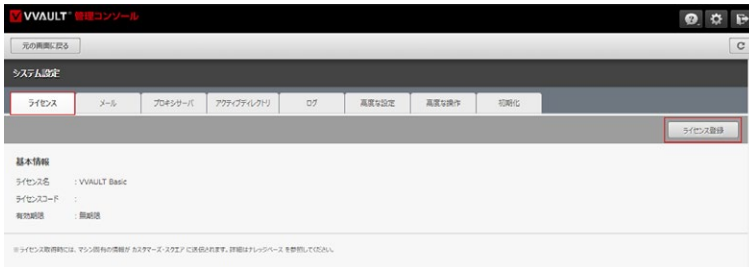 VVAULT® 管理コンソール
元の画面に戻る
システム設定
ライセンス メール プロキシサーバ アクティブディレクトリ ログ 高度な設定 高度な操作 初期化
ライセンス登録
基本情報
ライセンス名 : VVAULT Basic
ライセンスコード :
有効期限 : 無期限
※ライセンス取得時には、マシン固有の情報が カスタマーズ・スクエア に送信されます。詳細はナレッジベース を参照してください。